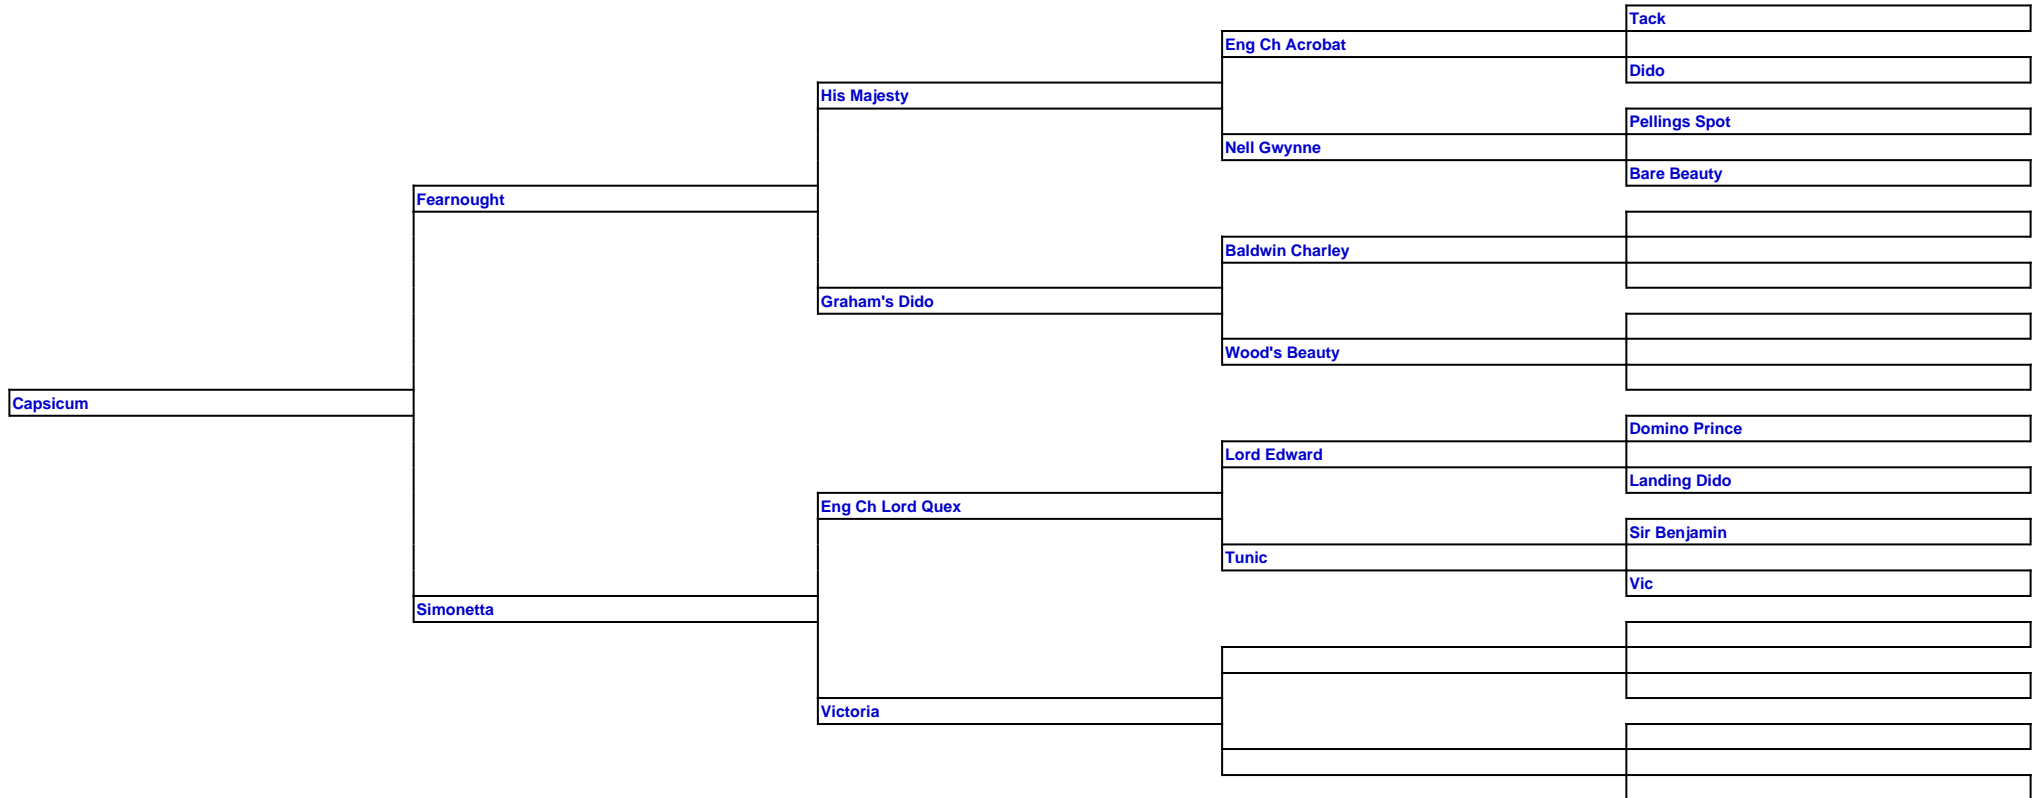 Tack
Eng Ch Acrobat
Dido
His Majesty
Pellings Spot
Nell Gwynne
Bare Beauty
Fearnought
Baldwin Charley
Graham's Dido
Wood's Beauty
Capsicum
Domino Prince
Lord Edward
Landing Dido
Eng Ch Lord Quex
Sir Benjamin
Tunic
Vic
Simonetta
Victoria